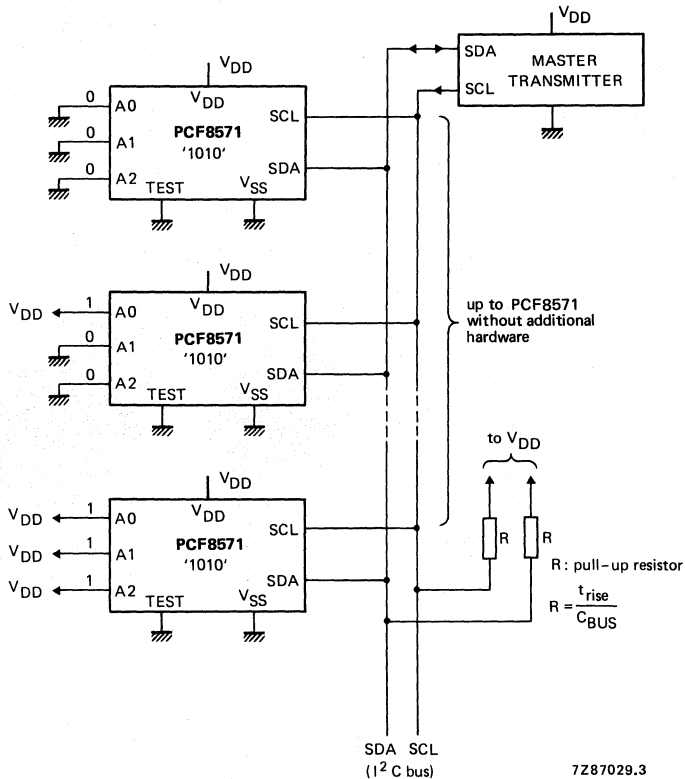 VDD
SDA
MASTER
TRANSMITTER
SCL
VDD
VDD
0 A0
SCL
PCF8571
'1010'
0 A1
SDA
0 A2
TEST
VSS
VDD
VDD
VDD 1 A0
SCL
PCF8571
'1010'
0 A1
SDA
0 A2
TEST
VSS
up to PCF8571
without additional
hardware
to VDD
VDD
VDD
VDD 1 A0
SCL
PCF8571
'1010'
VDD 1 A1
SDA
VDD 1 A2
TEST
VSS
R
R
R : pull-up resistor
R = trise
CBUS
SDA SCL
(I2C bus)
7Z87029.3